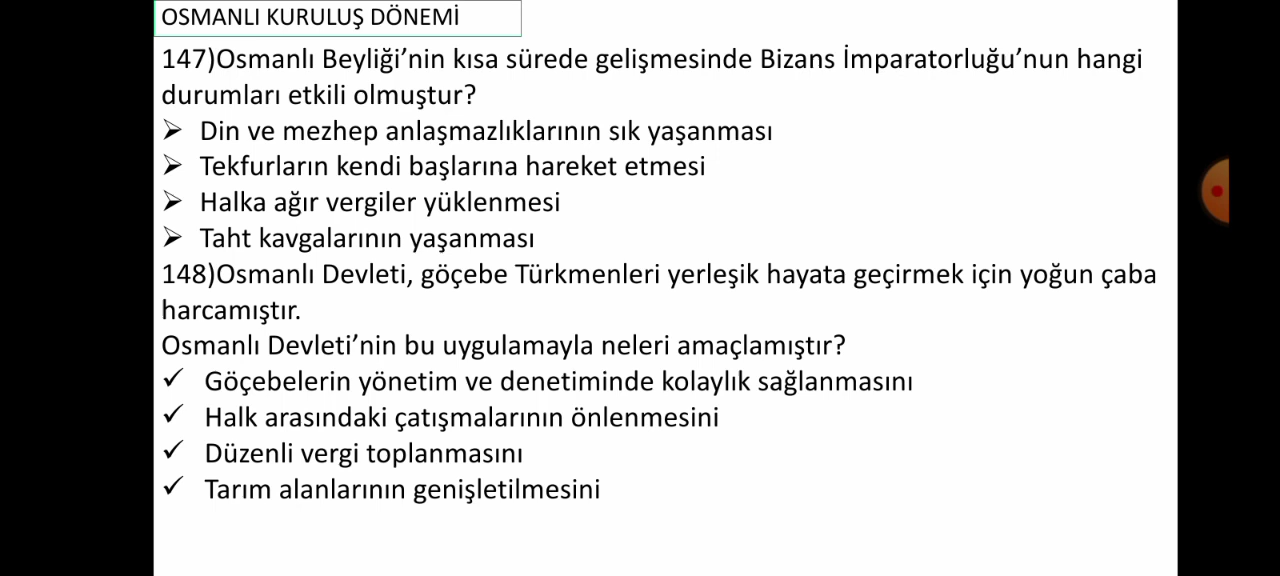 OSMANLI KURULUŞ DÖNEMİ
147)Osmanlı Beyliği’nin kısa sürede gelişmesinde Bizans İmparatorluğu’nun hangi
durumları etkili olmuştur?
➢ Din ve mezhep anlaşmazlıklarının sık yaşanması
➢ Tekfurların kendi başlarına hareket etmesi
➢ Halka ağır vergiler yüklenmesi
➢ Taht kavgalarının yaşanması
148)Osmanlı Devleti, göçebe Türkmenleri yerleşik hayata geçirmek için yoğun çaba
harcamıştır.
Osmanlı Devleti’nin bu uygulamayla neleri amaçlamıştır?
✓ Göçebelerin yönetim ve denetiminde kolaylık sağlanmasını
✓ Halk arasındaki çatışmalarının önlenmesini
✓ Düzenli vergi toplanmasını
✓ Tarım alanlarının genişletilmesini